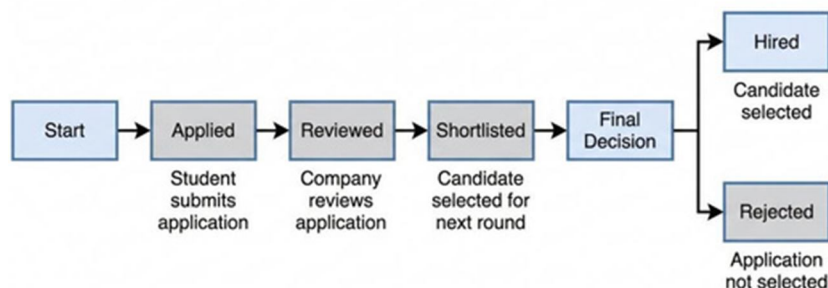 Start
Applied
Student
submits
application
Reviewed
Company
reviews
application
Shortlisted
Candidate
selected for
next round
Final
Decision
Hired
Candidate
selected
Rejected
Application
not selected